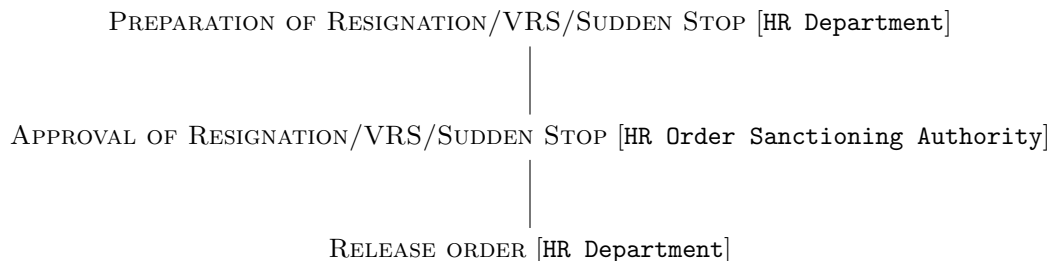 Preparation of Resignation/VRS/Sudden Stop [HR Department]
Approval of Resignation/VRS/Sudden Stop [HR Order Sanctioning Authority]
Release order [HR Department]